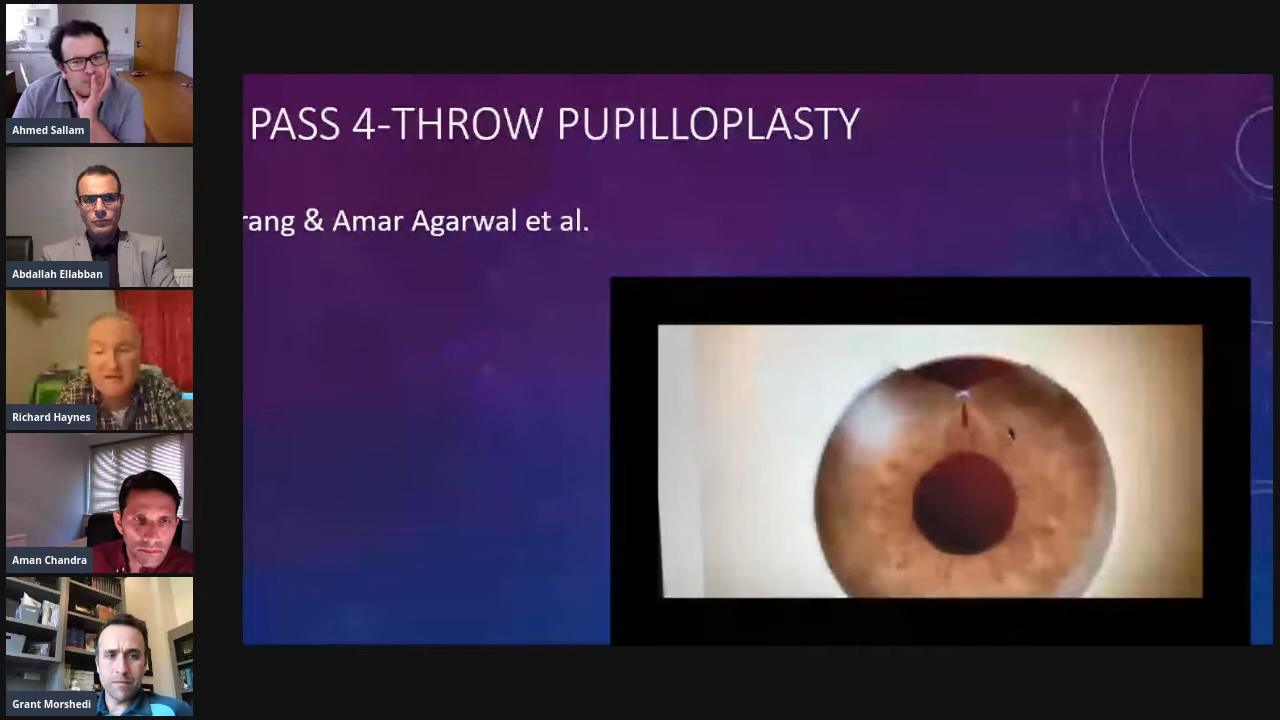 Ahmed Sallam
Abdallah Ellabban
Richard Haynes
Aman Chandra
Grant Morshedi
PASS 4-THROW PUPILLOPLASTY
rang & Amar Agarwal et al.